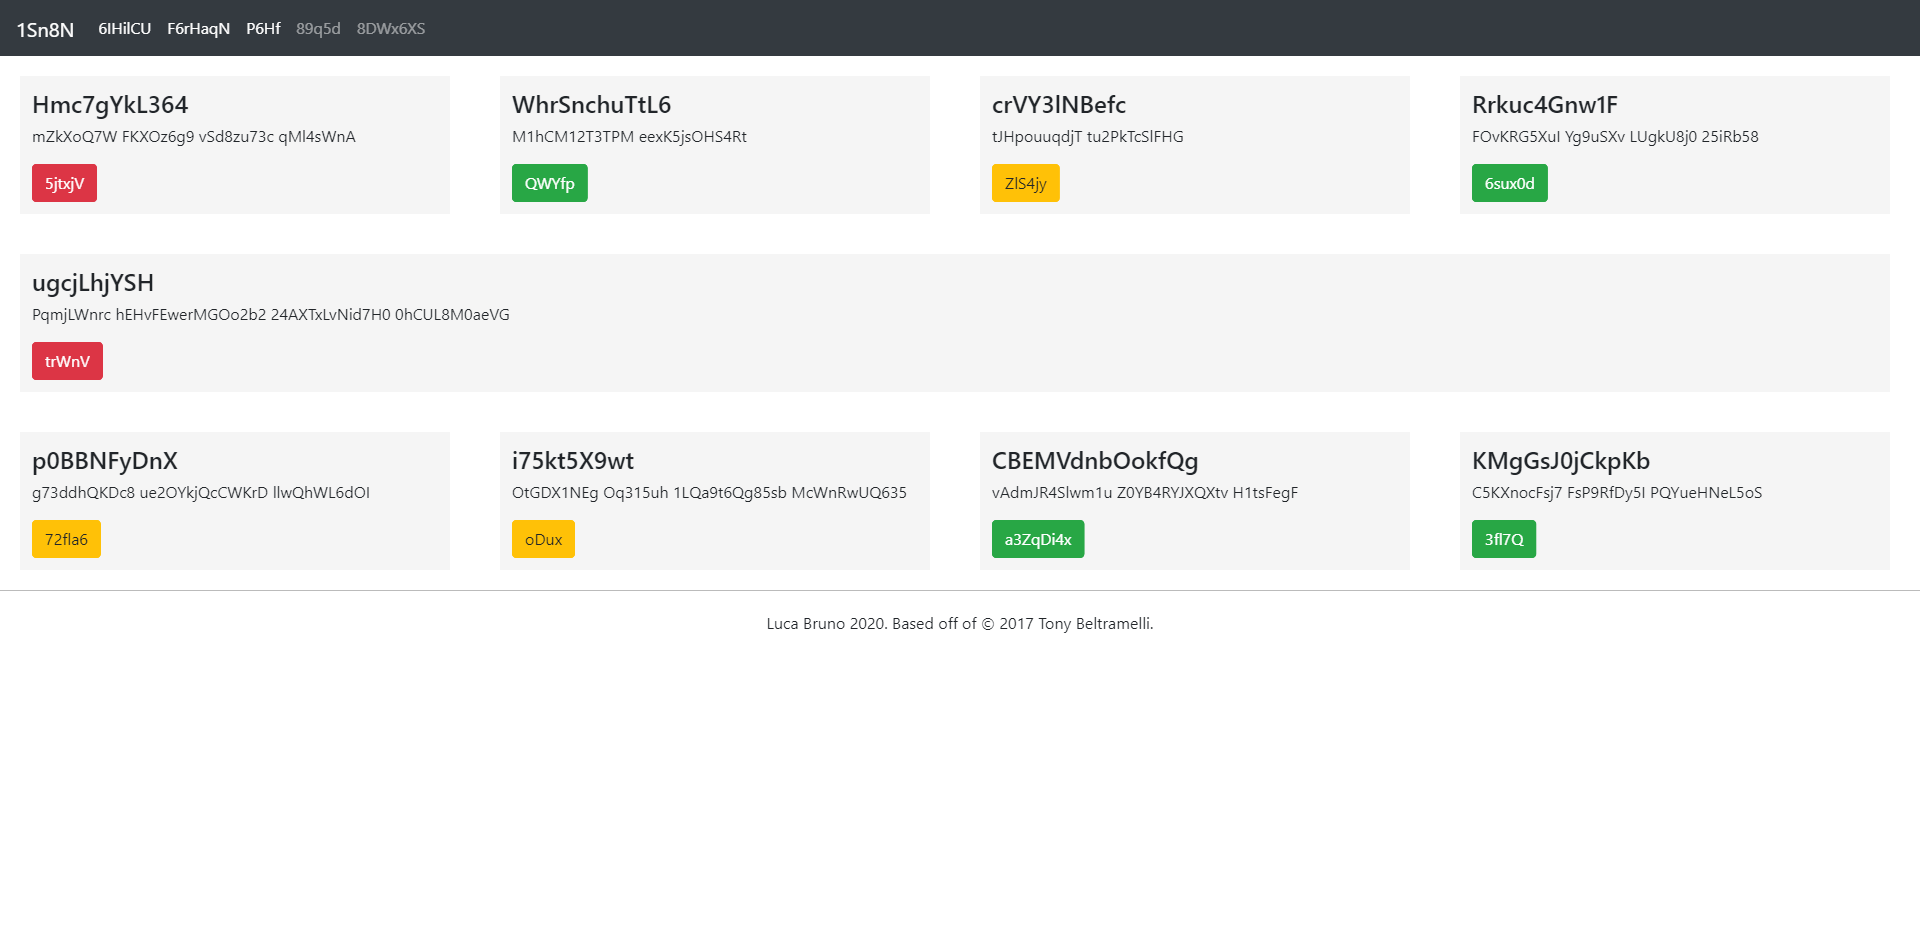 1Sn8N 6IHilCU F6rHaqN P6Hf 89q5d 8DWx6XS
Hmc7gYkL364
mZkXoQ7W FKXOz6g9 vSd8zu73c qMl4sWnA
5jtxjV
WhrSnchuTtL6
M1hCM12T3TPM eexK5jsOHS4Rt
QWYfp
crVY3lNBefc
tJHpouuqdjT tu2PkTcSlFHG
ZlS4jy
Rrkuc4Gnw1F
FOvKRG5XuI Yg9uSXv LUgkU8j0 25iRb58
6sux0d
ugcjLhjYSH
PqmjLWnrc hEHvFEwerMGOo2b2 24AXTxLvNid7H0 0hCUL8M0aeVG
trWnV
p0BBNFyDnX
g73ddhQKDc8 ue2OYkjQcCWKrD llwQhWL6dOI
72fla6
i75kt5X9wt
OtGDX1NEg Oq315uh 1LQa9t6Qg85sb McWnRwUQ635
oDux
CBEMVdnbOokfQg
vAdmJR4Slwm1u Z0YB4RYJXQXtv H1tsFegF
a3ZqDi4x
KMgGsJ0jCkpKb
C5KXnocFsj7 FsP9RfDy5I PQYueHNeL5oS
3fl7Q
Luca Bruno 2020. Based off of © 2017 Tony Beltramelli.